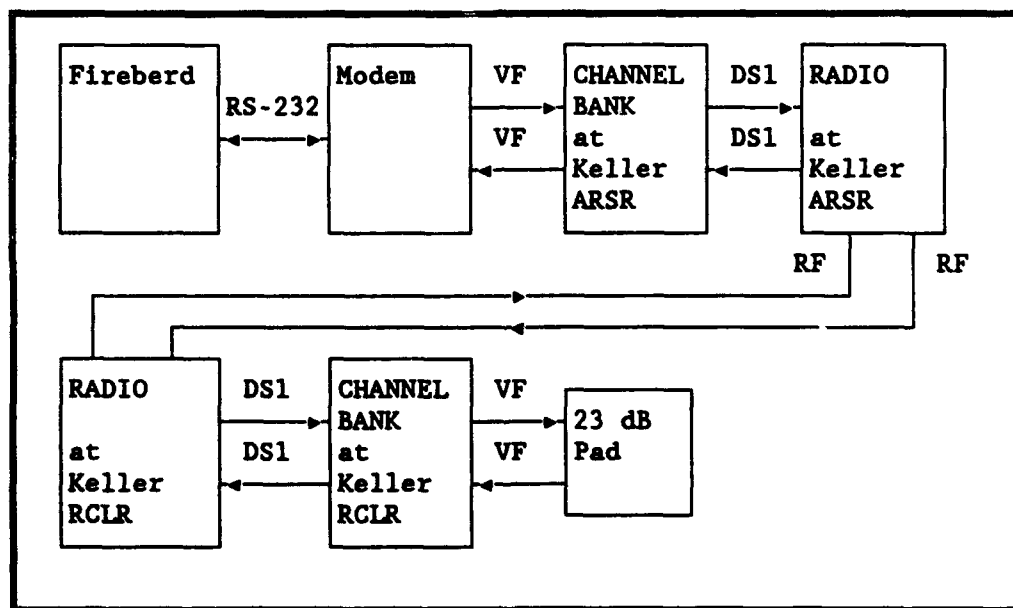 Fireberd
RS-232
Modem
VF
VF
CHANNEL
BANK
at
Keller
ARSR
DS1
DS1
RADIO
at
Keller
ARSR
RF
RF
RADIO
at
Keller
RCLR
DS1
DS1
CHANNEL
BANK
at
Keller
RCLR
VF
VF
23 dB
Pad